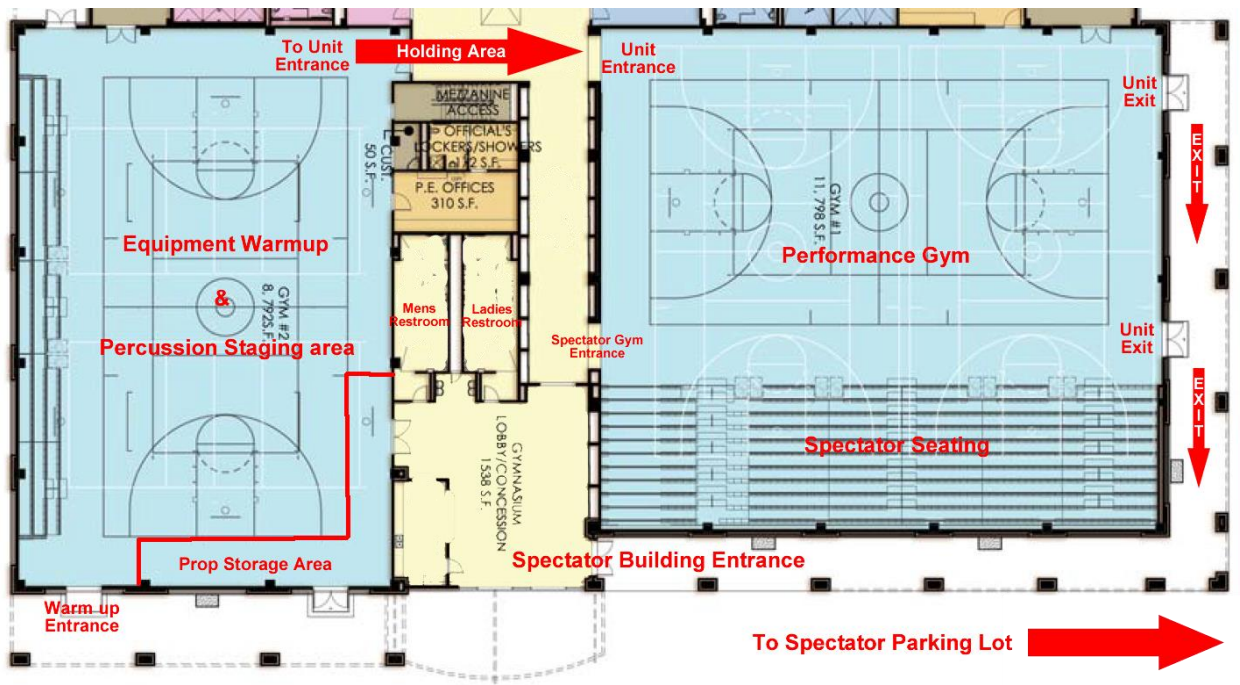 To Unit
Entrance
Holding Area
Unit
Entrance
Unit
Exit
MEZZANINE
ACCESS
OFFICIAL'S
LOCKERS/SHOWERS
CUST.
50 S.F.
P.E. OFFICES
310 S.F.
EXIT
GYM #1
11,798 S.F.
Equipment Warmup
&
Percussion Staging area
GYM #2
8,792S.F.
Mens
Restroom
Ladies
Restroom
Performance Gym
Spectator Gym
Entrance
Unit
Exit
EXIT
Spectator Seating
GYMNASIUM
LOBBY/CONCESSION
1538 S.F.
Spectator Building Entrance
Prop Storage Area
Warm up
Entrance
To Spectator Parking Lot